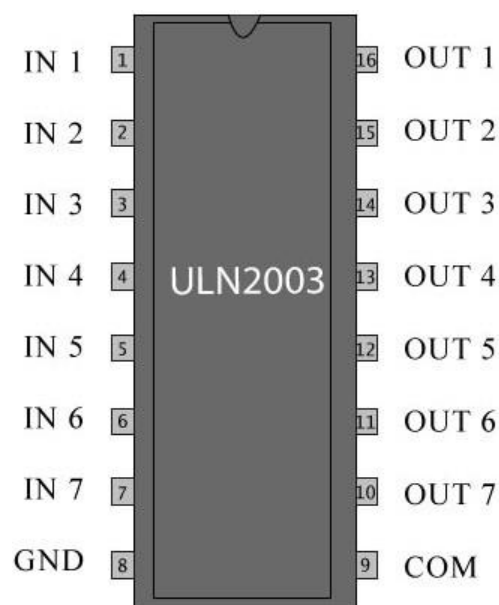 IN 1 1 16 OUT 1
IN 2 2 15 OUT 2
IN 3 3 14 OUT 3
IN 4 4 ULN2003 13 OUT 4
IN 5 5 12 OUT 5
IN 6 6 11 OUT 6
IN 7 7 10 OUT 7
GND 8 9 COM